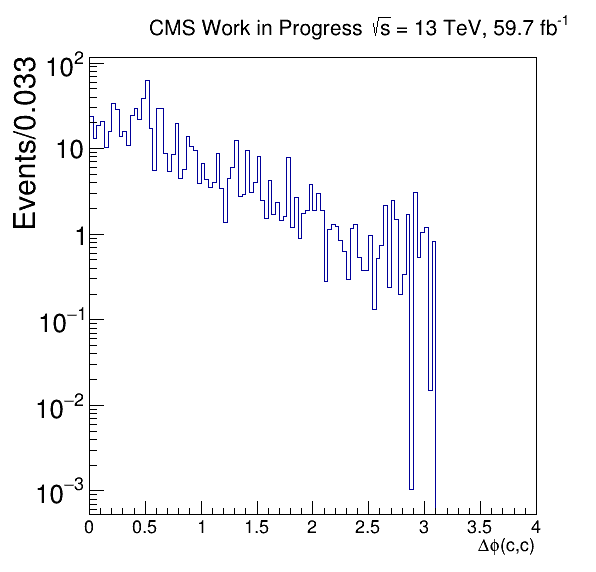 CMS Work in Progress √s = 13 TeV, 59.7 fb⁻¹
Events/0.033
10²
10
1
10⁻¹
10⁻²
10⁻³
0 0.5 1 1.5 2 2.5 3 3.5 4
Δϕ(c,c)